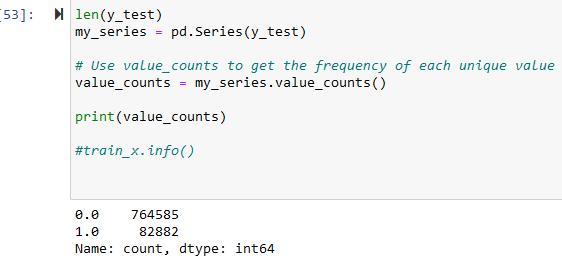 [53]:
len(y_test)
my_series = pd.Series(y_test)
# Use value_counts to get the frequency of each unique value
value_counts = my_series.value_counts()
print(value_counts)
#train_x.info()
0.0    764585
1.0     82882
Name: count, dtype: int64